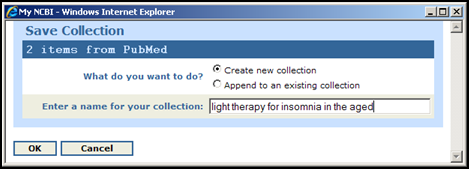 My NCBI - Windows Internet Explorer
Save Collection
2 items from PubMed
What do you want to do? Create new collection
Append to an existing collection
Enter a name for your collection: light therapy for insomnia in the aged
OK Cancel